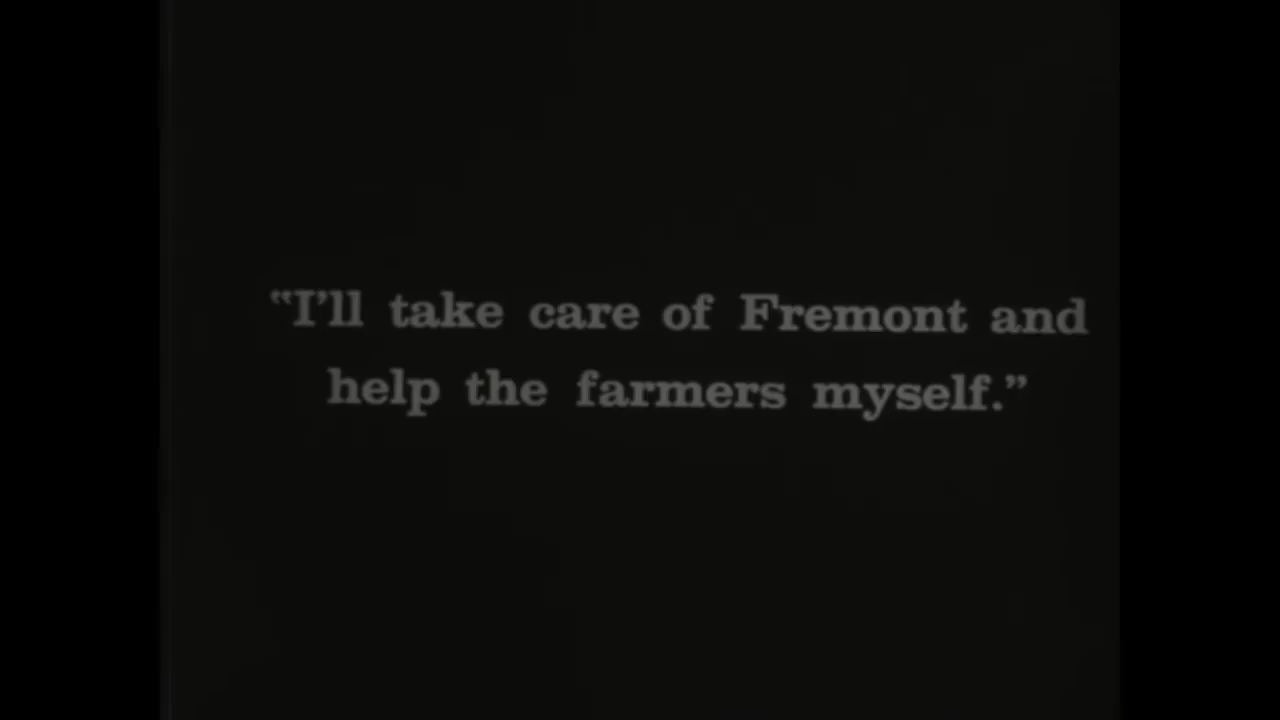 “I’ll take care of Fremont and
help the farmers myself.”